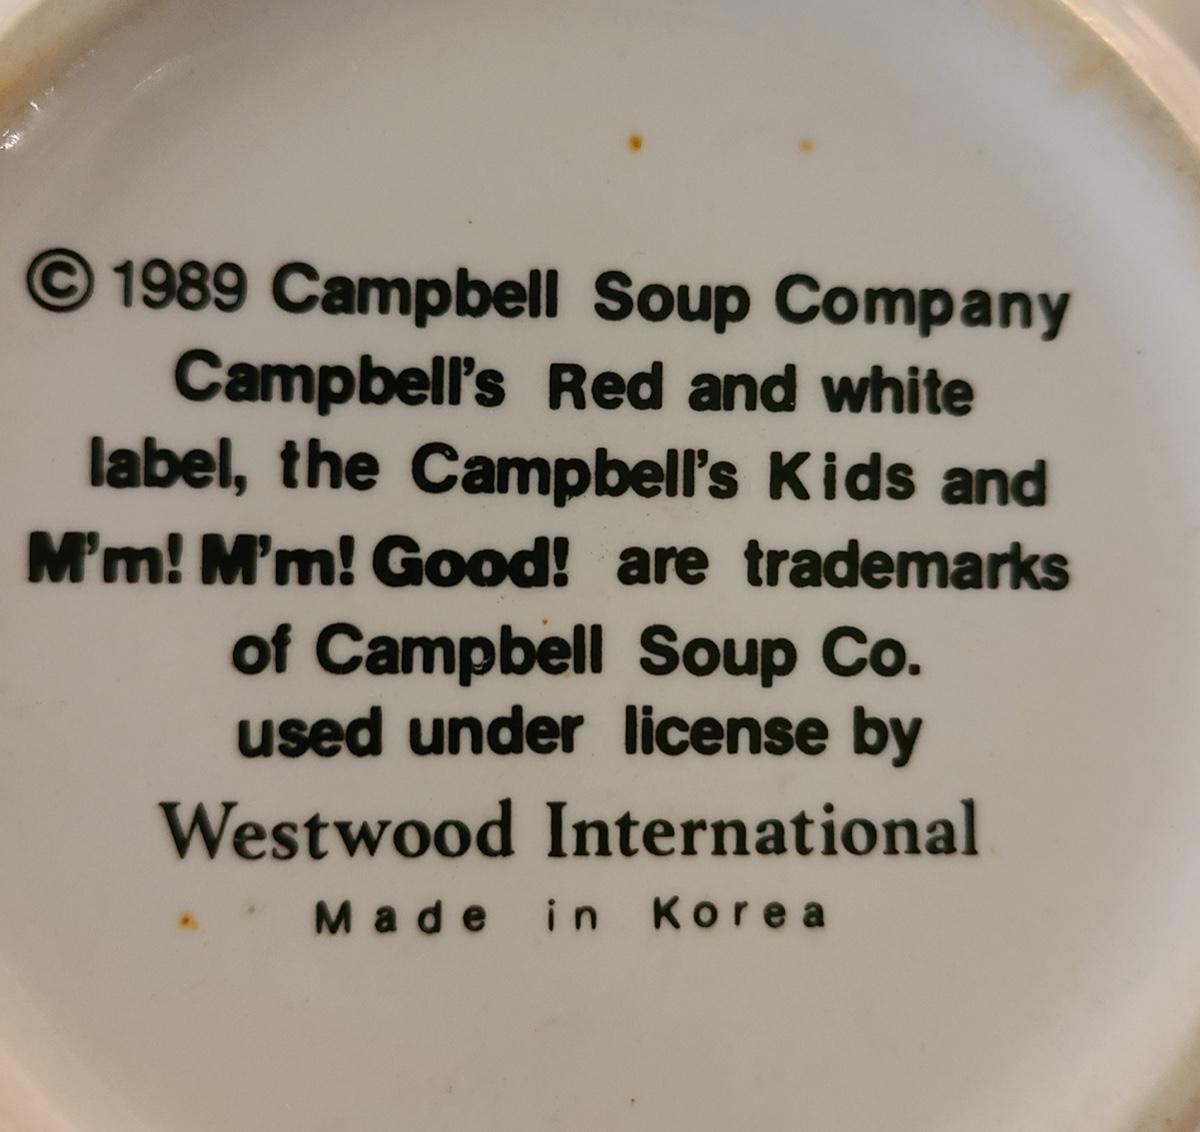 © 1989 Campbell Soup Company
Campbell's Red and white
label, the Campbell's Kids and
M'm! M'm! Good! are trademarks
of Campbell Soup Co.
used under license by
Westwood International
Made in Korea